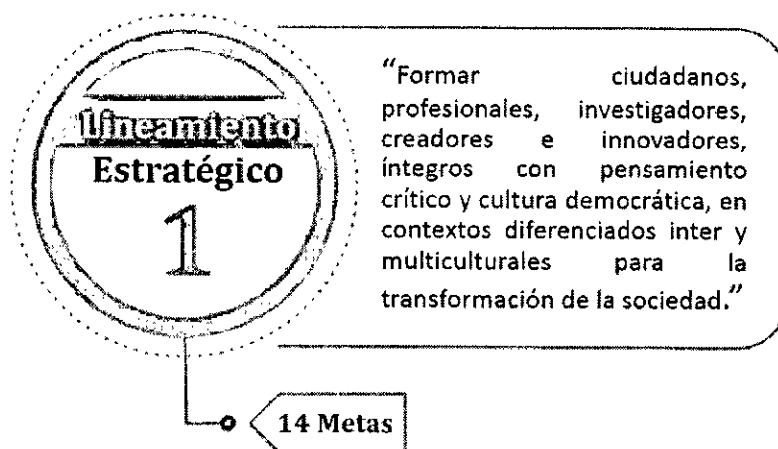 Lineamiento
Estratégico
1
“Formar ciudadanos,
profesionales, investigadores,
creadores e innovadores,
íntegros con pensamiento
crítico y cultura democrática, en
contextos diferenciados inter y
multiculturales para la
transformación de la sociedad.”
14 Metas